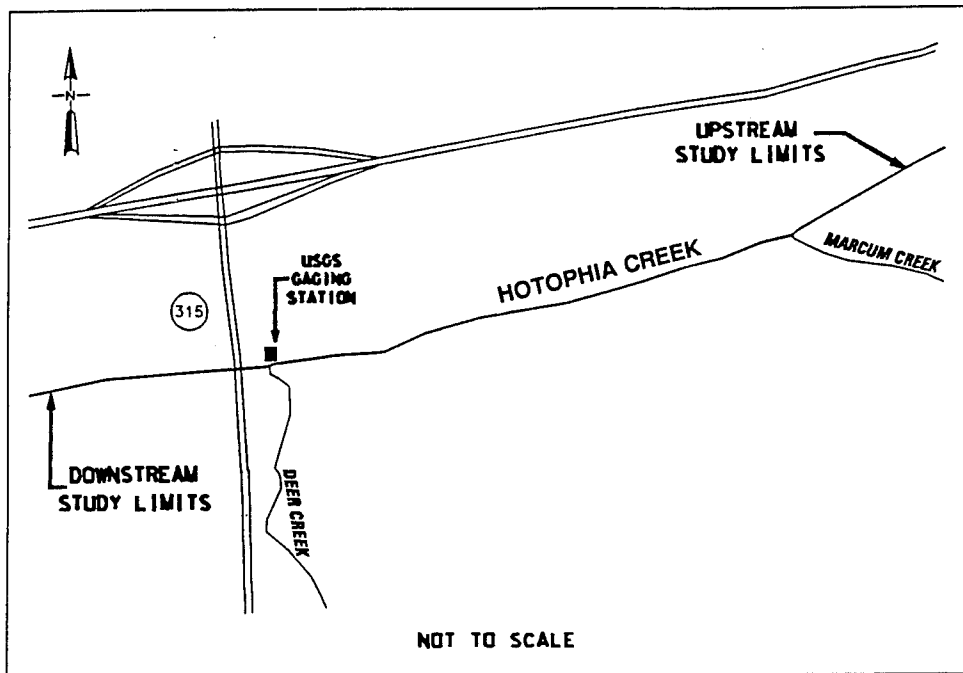 N
UPSTREAM
STUDY LIMITS
MARCUM CREEK
HOTOPHIA CREEK
USGS
GAGING
STATION
315
DOWNSTREAM
STUDY LIMITS
DEER CREEK
NOT TO SCALE